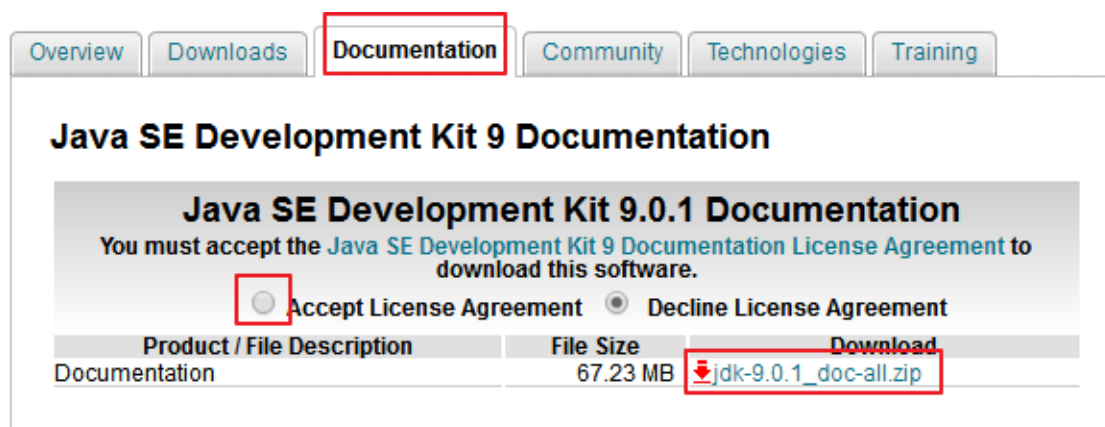 Overview Downloads Documentation Community Technologies Training
Java SE Development Kit 9 Documentation
Java SE Development Kit 9.0.1 Documentation
You must accept the Java SE Development Kit 9 Documentation License Agreement to
download this software.
Accept License Agreement Decline License Agreement
Product / File Description File Size Download
Documentation 67.23 MB jdk-9.0.1_doc-all.zip